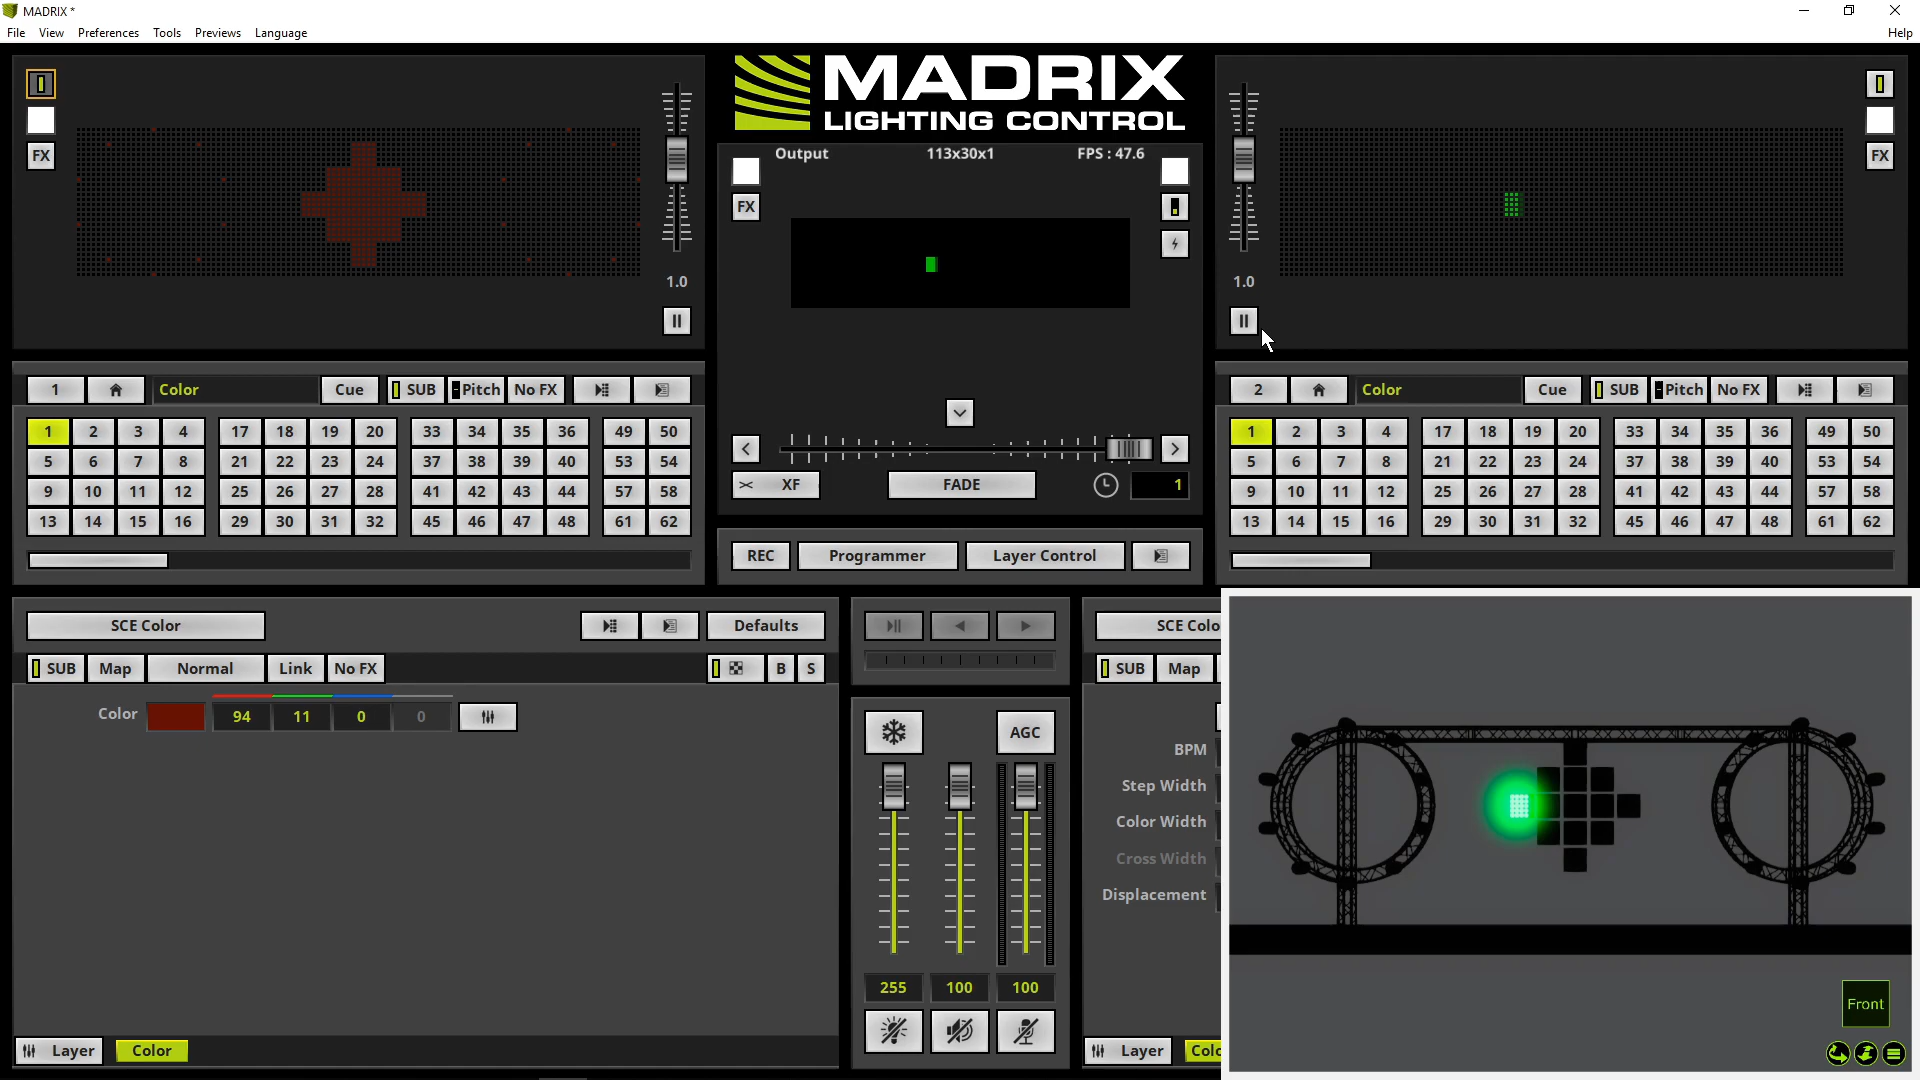 MADRIX *
File View Preferences Tools Previews Language Help
MADRIX
LIGHTING CONTROL
Output 113x30x1 FPS : 47.6
FX
FX
FX
1.0
1.0
1 Color Cue SUB Pitch No FX
1 2 3 4 17 18 19 20 33 34 35 36 49 50
5 6 7 8 21 22 23 24 37 38 39 40 53 54
9 10 11 12 25 26 27 28 41 42 43 44 57 58
13 14 15 16 29 30 31 32 45 46 47 48 61 62
XF FADE 1
REC Programmer Layer Control
2 Color Cue SUB Pitch No FX
1 2 3 4 17 18 19 20 33 34 35 36 49 50
5 6 7 8 21 22 23 24 37 38 39 40 53 54
9 10 11 12 25 26 27 28 41 42 43 44 57 58
13 14 15 16 29 30 31 32 45 46 47 48 61 62
SCE Color Defaults
SUB Map Normal Link No FX B S
Color 94 11 0 0
Layer Color
AGC
255 100 100
SCE Colo
SUB Map
BPM
Step Width
Color Width
Cross Width
Displacement
Layer Colo
Front